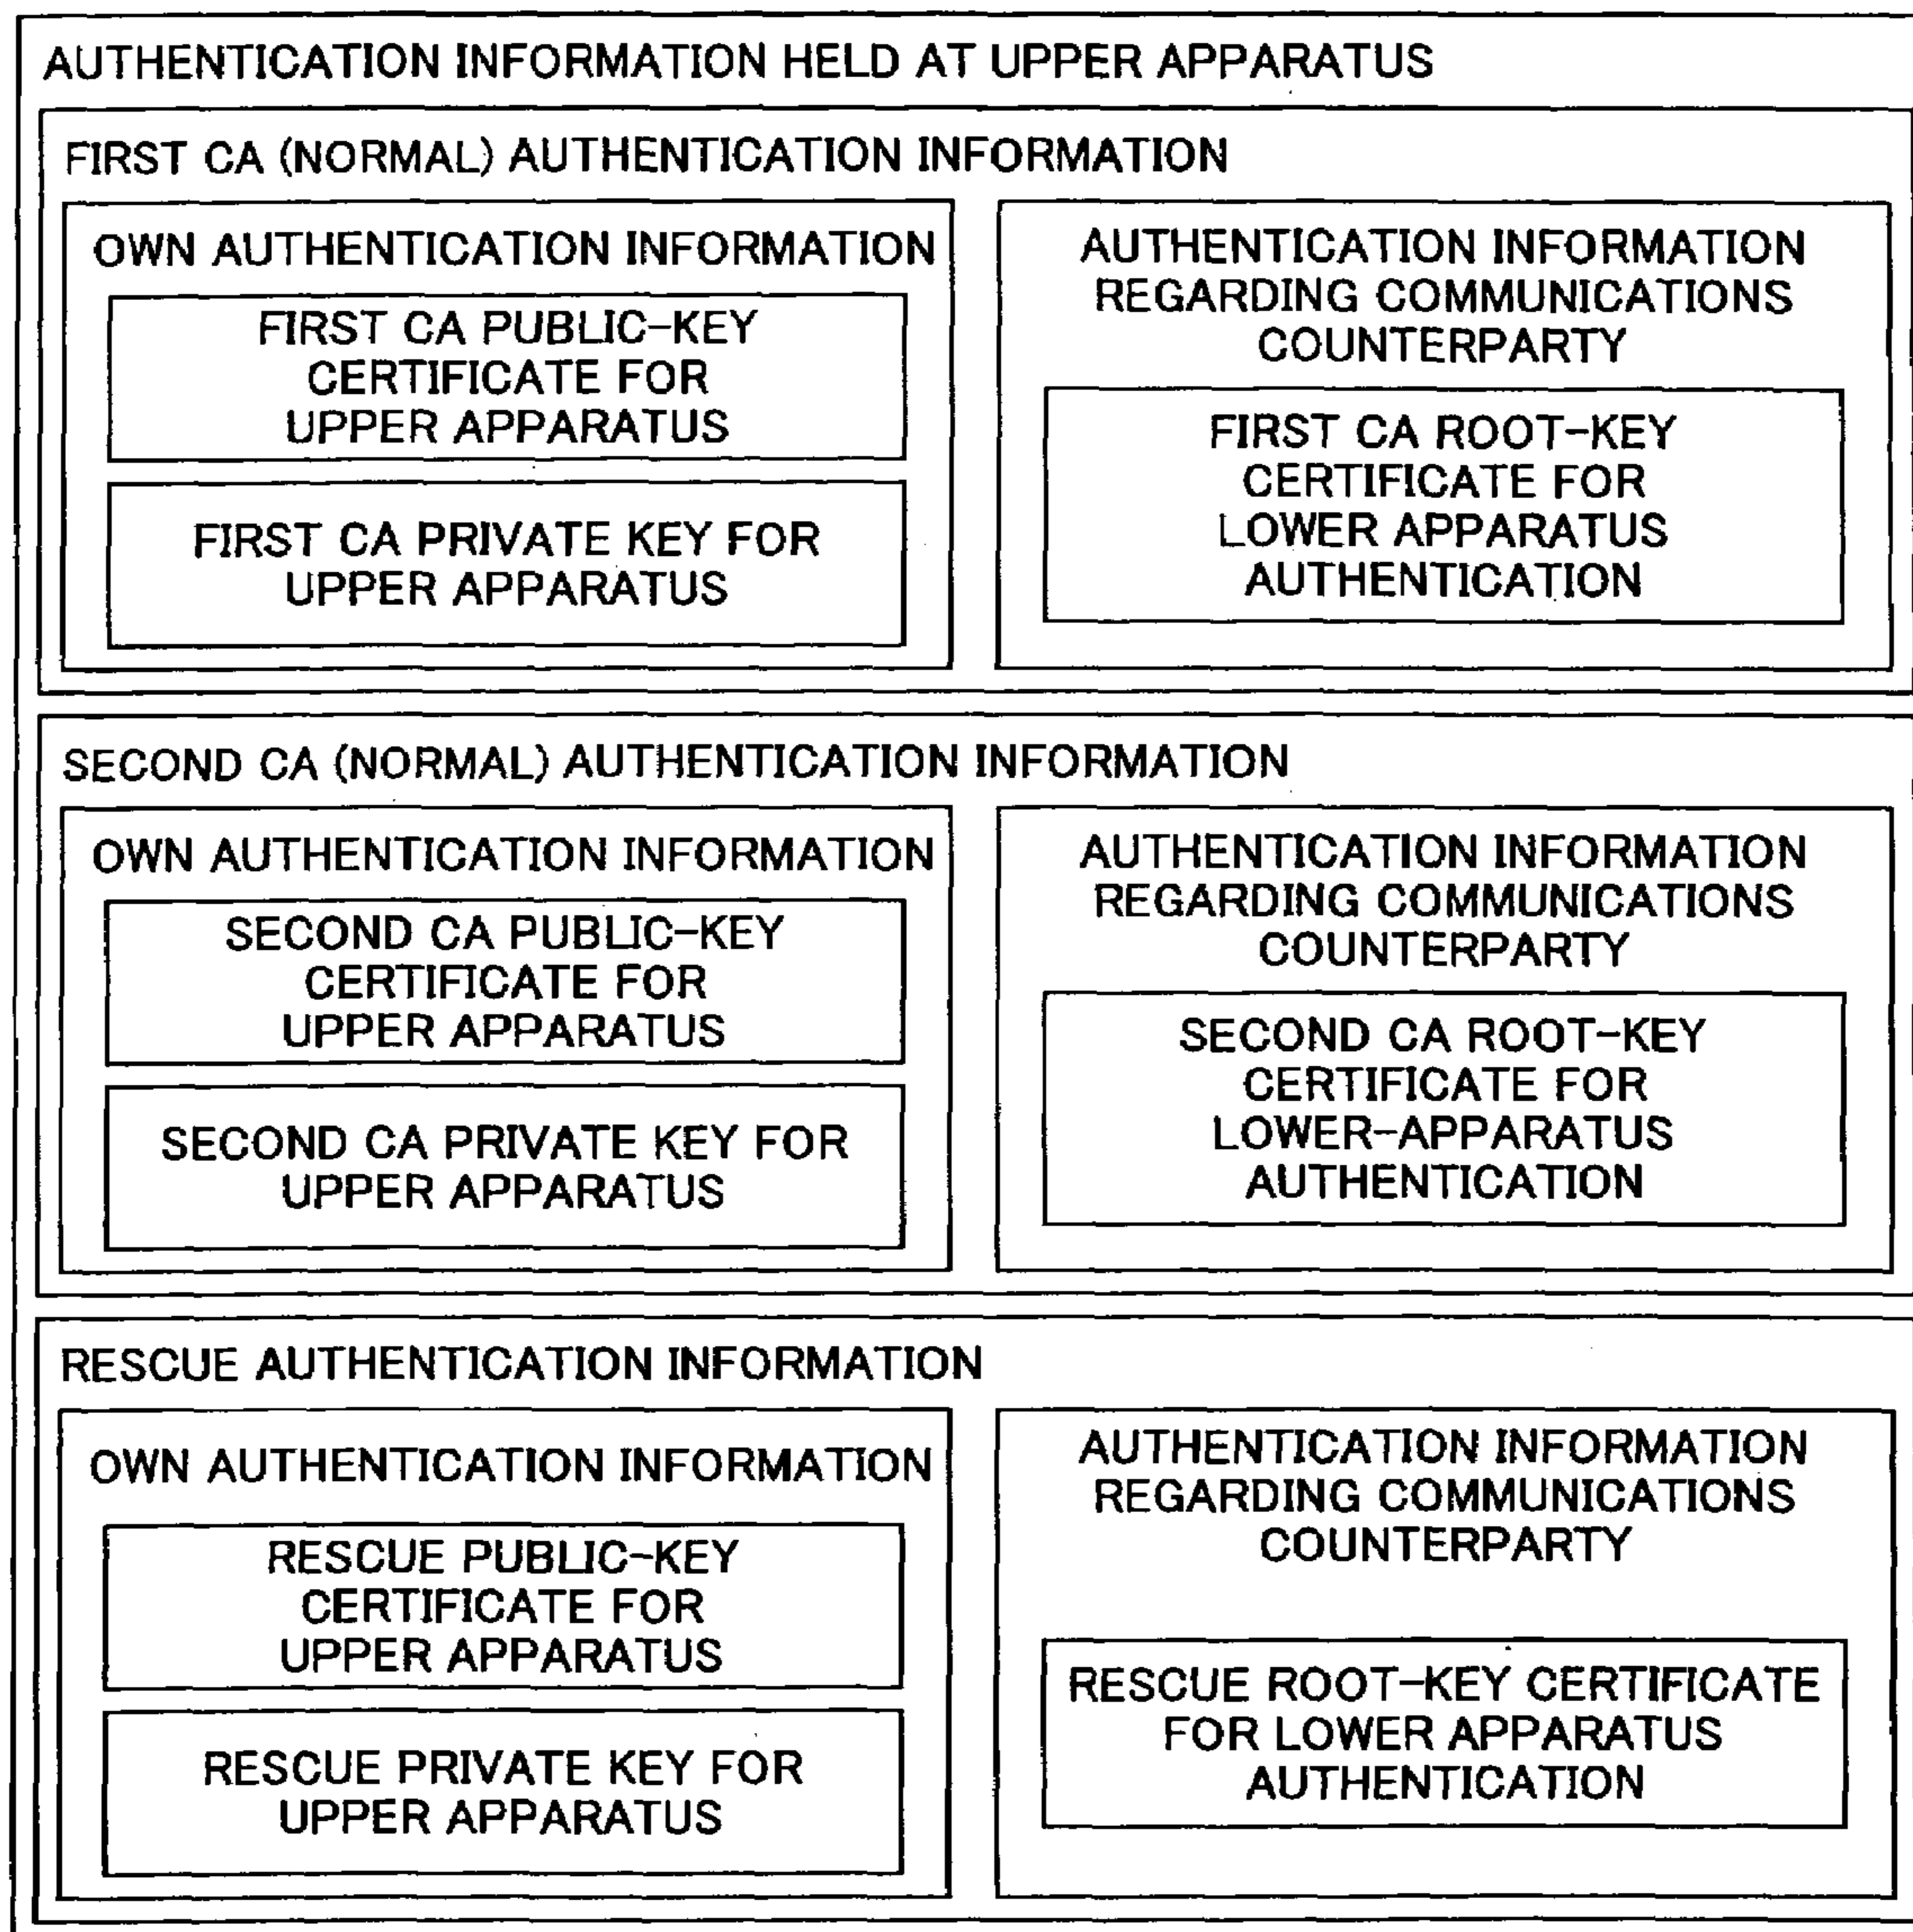 AUTHENTICATION INFORMATION HELD AT UPPER APPARATUS
FIRST CA (NORMAL) AUTHENTICATION INFORMATION
OWN AUTHENTICATION INFORMATION
FIRST CA PUBLIC-KEY
CERTIFICATE FOR
UPPER APPARATUS
FIRST CA PRIVATE KEY FOR
UPPER APPARATUS
AUTHENTICATION INFORMATION
REGARDING COMMUNICATIONS
COUNTERPARTY
FIRST CA ROOT-KEY
CERTIFICATE FOR
LOWER APPARATUS
AUTHENTICATION
SECOND CA (NORMAL) AUTHENTICATION INFORMATION
OWN AUTHENTICATION INFORMATION
SECOND CA PUBLIC-KEY
CERTIFICATE FOR
UPPER APPARATUS
SECOND CA PRIVATE KEY FOR
UPPER APPARATUS
AUTHENTICATION INFORMATION
REGARDING COMMUNICATIONS
COUNTERPARTY
SECOND CA ROOT-KEY
CERTIFICATE FOR
LOWER-APPARATUS
AUTHENTICATION
RESCUE AUTHENTICATION INFORMATION
OWN AUTHENTICATION INFORMATION
RESCUE PUBLIC-KEY
CERTIFICATE FOR
UPPER APPARATUS
RESCUE PRIVATE KEY FOR
UPPER APPARATUS
AUTHENTICATION INFORMATION
REGARDING COMMUNICATIONS
COUNTERPARTY
RESCUE ROOT-KEY CERTIFICATE
FOR LOWER APPARATUS
AUTHENTICATION